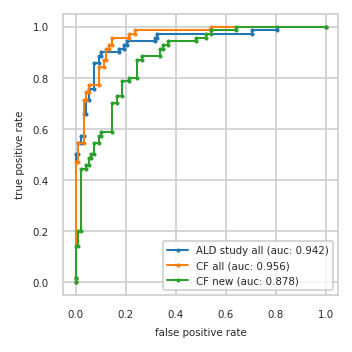 1.0
0.8
0.6
0.4
0.2
0.0
true positive rate
ALD study all (auc: 0.942)
CF all (auc: 0.956)
CF new (auc: 0.878)
0.0 0.2 0.4 0.6 0.8 1.0
false positive rate